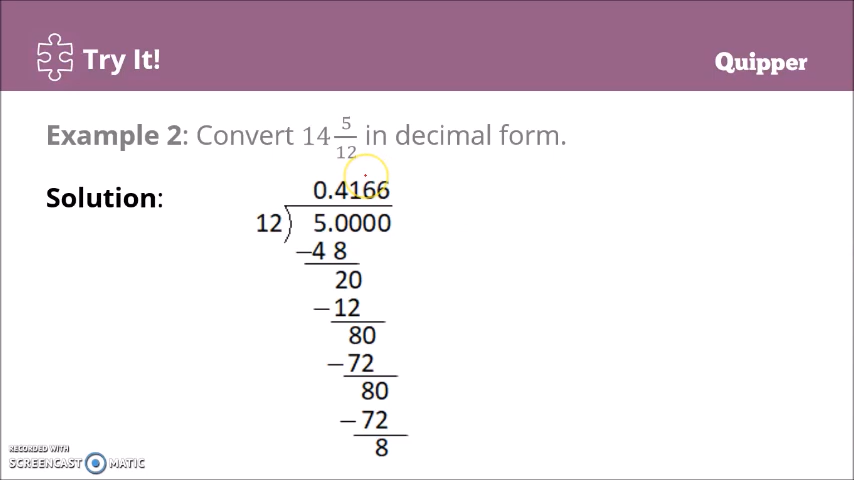 Try It!
Quipper
Example 2: Convert 14 5/12 in decimal form.
Solution:
0.4166
12) 5.0000
−4 8
20
−12
80
−72
80
−72
8
RECORDED WITH
SCREENCAST MATIC